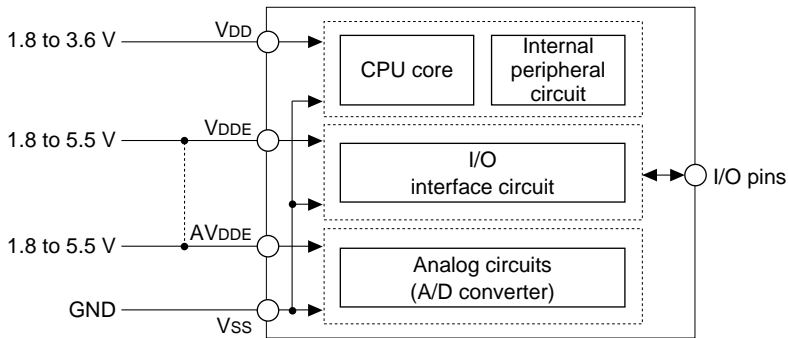 1.8 to 3.6 V
VDD
CPU core
Internal
peripheral
circuit
1.8 to 5.5 V
VDDE
I/O
interface circuit
I/O pins
1.8 to 5.5 V
AVDDE
Analog circuits
(A/D converter)
GND
VSS